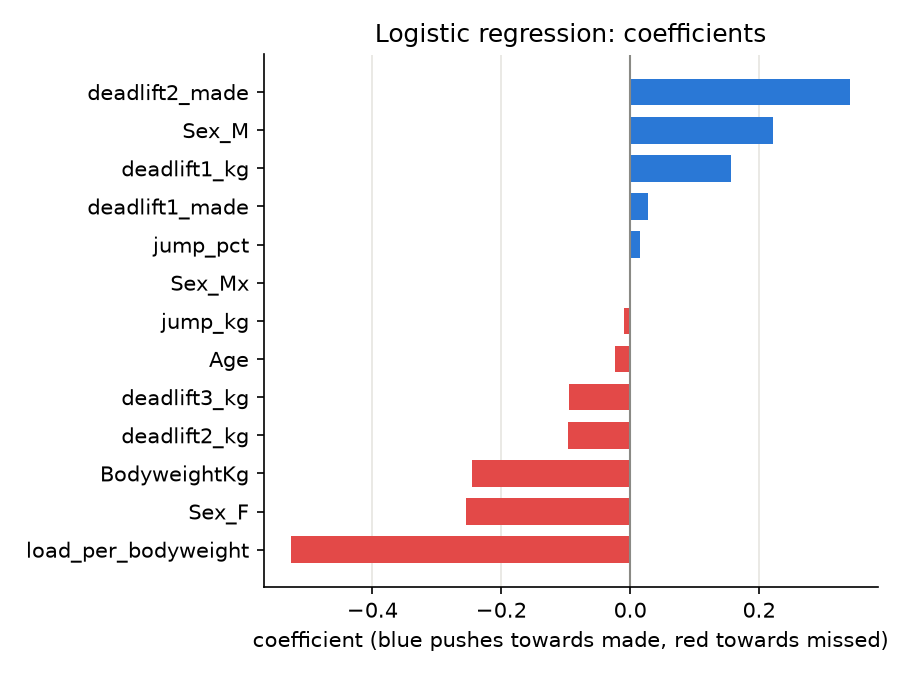 Logistic regression: coefficients
deadlift2_made
Sex_M
deadlift1_kg
deadlift1_made
jump_pct
Sex_Mx
jump_kg
Age
deadlift3_kg
deadlift2_kg
BodyweightKg
Sex_F
load_per_bodyweight
−0.4 −0.2 0.0 0.2
coefficient (blue pushes towards made, red towards missed)